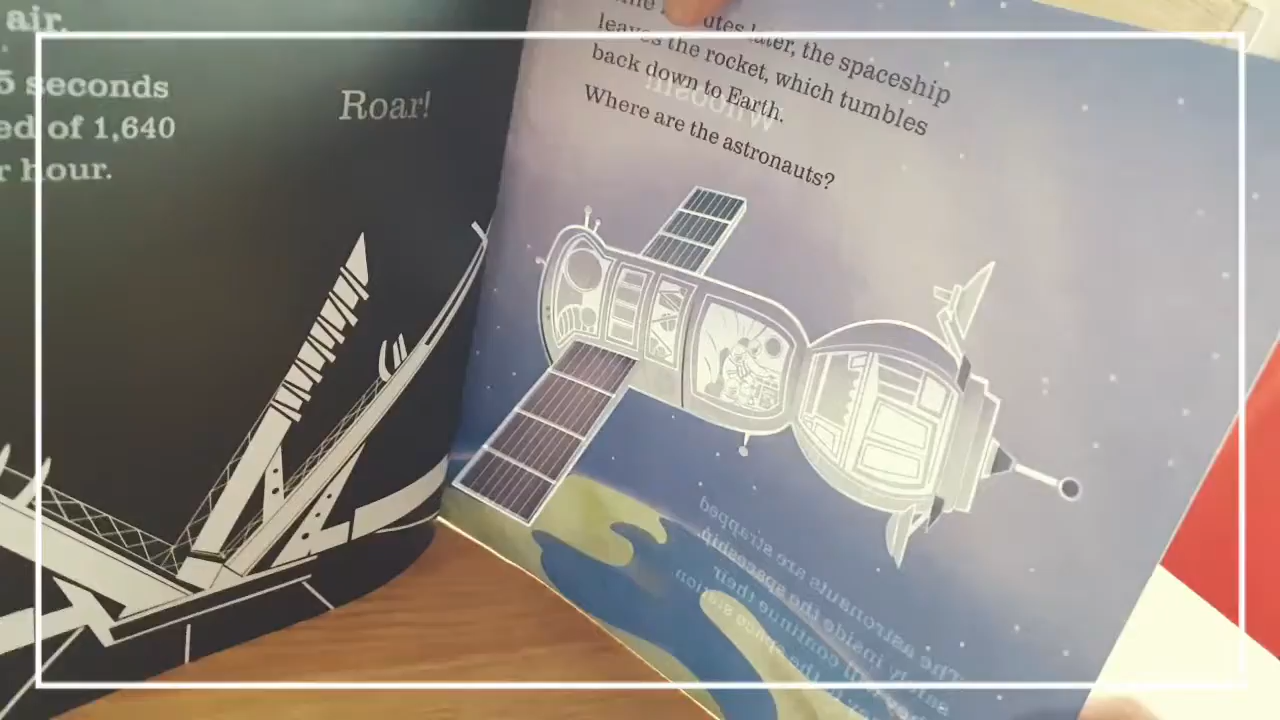 air.
5 seconds
ed of 1,640
r hour.
Roar!
utes later, the spaceship
leaves the rocket, which tumbles
back down to Earth.
Where are the astronauts?
Whoosh!
The astronauts are strapped
safely inside the spaceship.
they continue their
to the space station